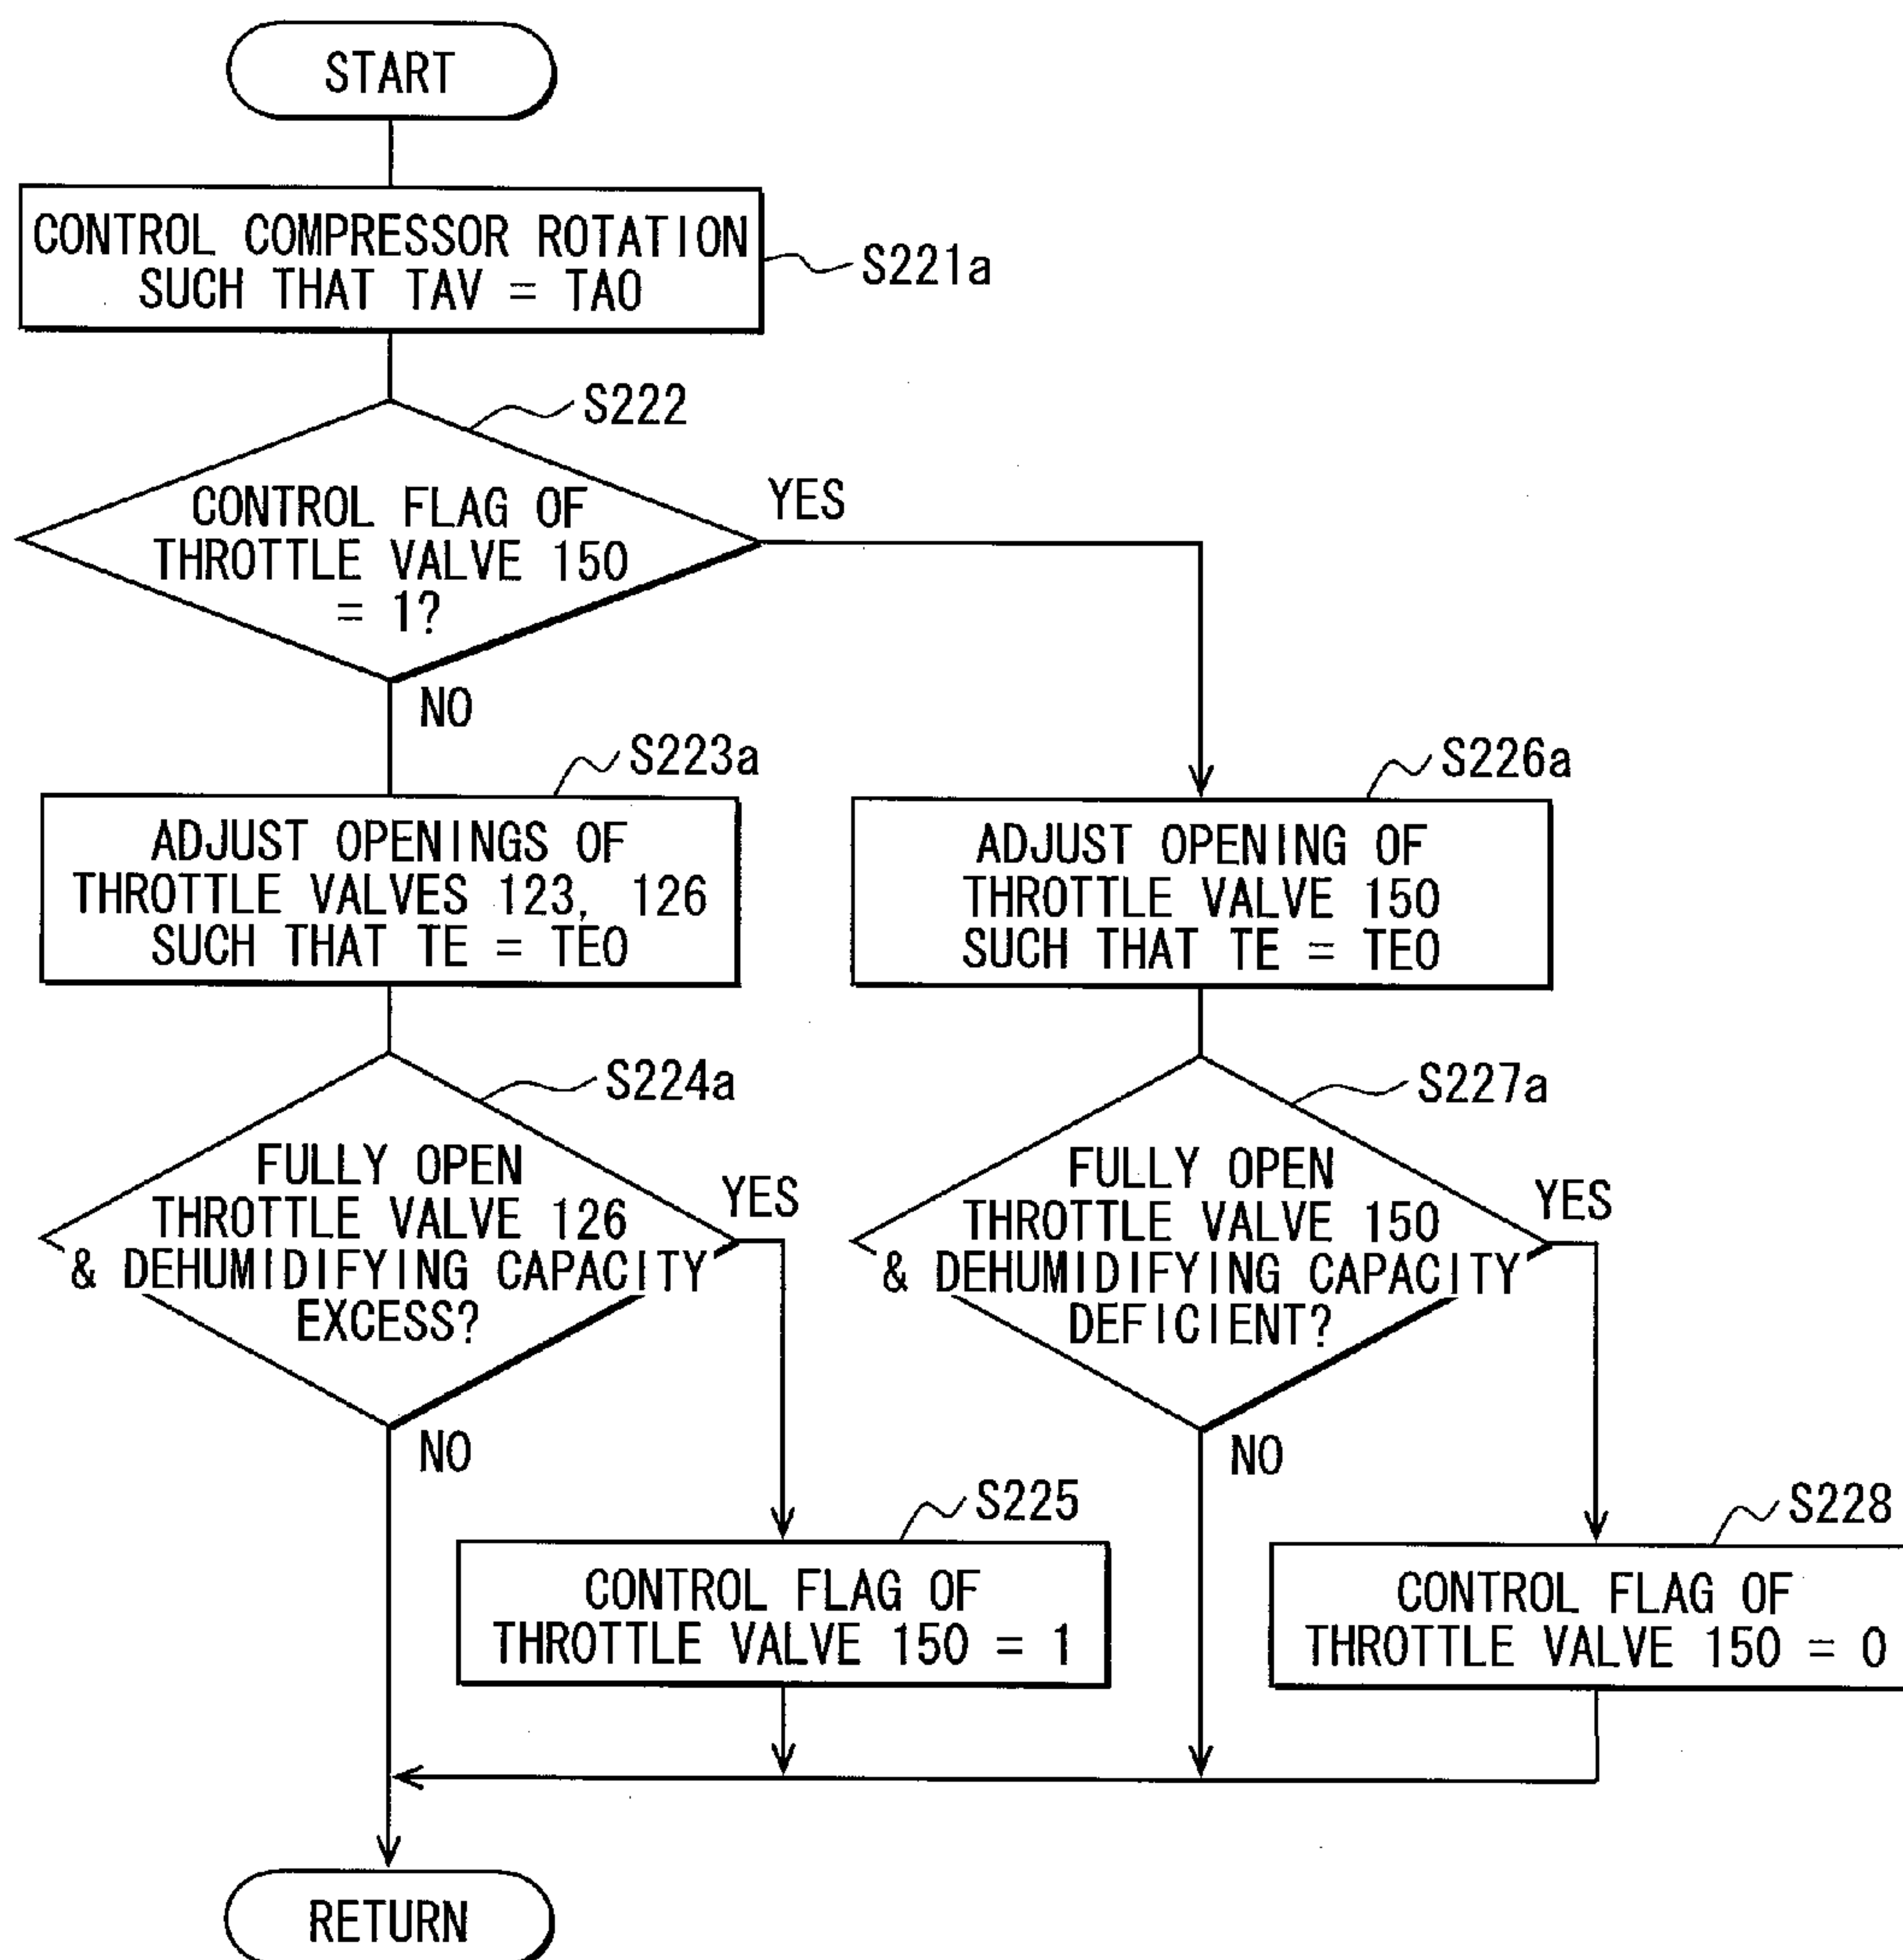 START
CONTROL COMPRESSOR ROTATION
SUCH THAT TAV = TAO
S221a
S222
CONTROL FLAG OF
THROTTLE VALVE 150
= 1?
YES
NO
S223a
ADJUST OPENINGS OF
THROTTLE VALVES 123, 126
SUCH THAT TE = TEO
S226a
ADJUST OPENING OF
THROTTLE VALVE 150
SUCH THAT TE = TEO
S224a
FULLY OPEN
THROTTLE VALVE 126
& DEHUMIDIFYING CAPACITY
EXCESS?
YES
NO
S227a
FULLY OPEN
THROTTLE VALVE 150
& DEHUMIDIFYING CAPACITY
DEFICIENT?
YES
NO
S225
CONTROL FLAG OF
THROTTLE VALVE 150 = 1
S228
CONTROL FLAG OF
THROTTLE VALVE 150 = 0
RETURN